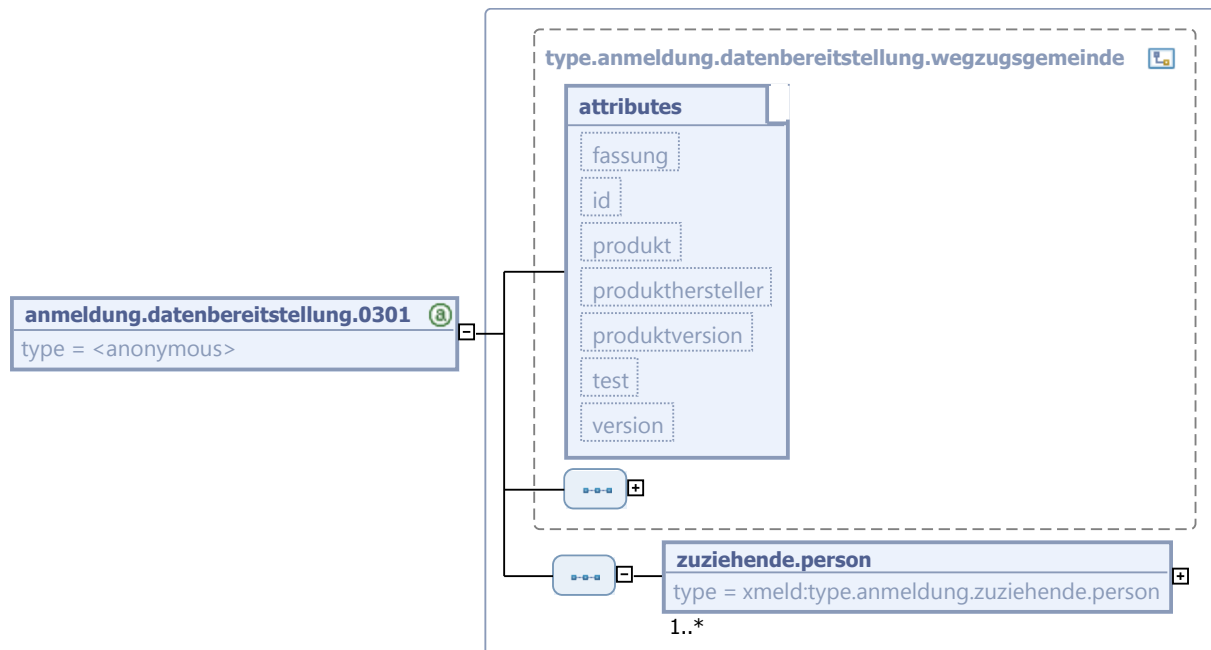 type.anmeldung.datenbereitstellung.wegzugsgemeinde
attributes
fassung
id
produkt
produkthersteller
produktversion
test
version
anmeldung.datenbereitstellung.0301
a
type = <anonymous>
zuziehende.person
type = xmeld:type.anmeldung.zuziehende.person
1..*